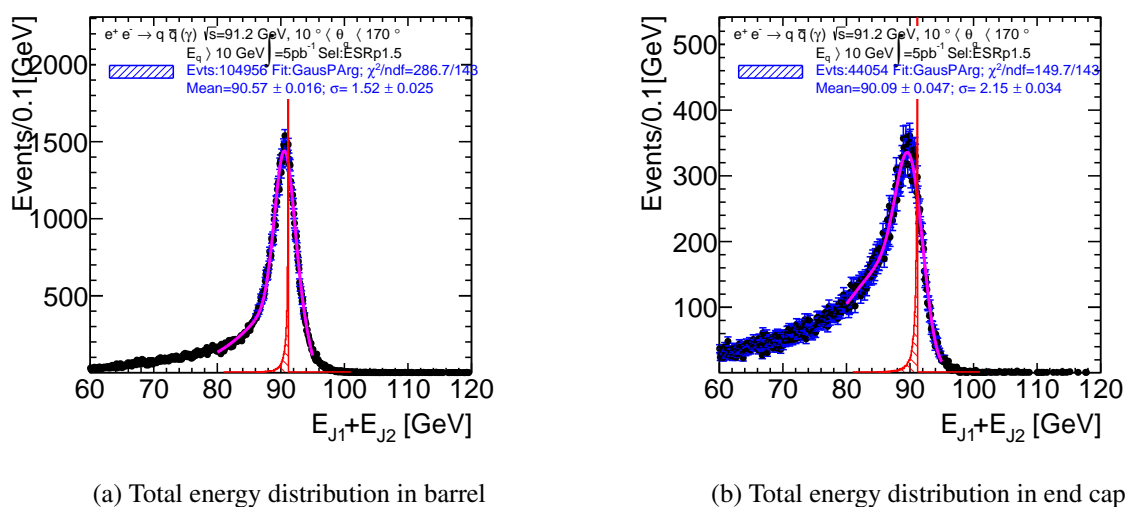 e⁺ e⁻ → q q̅ (γ) √s=91.2 GeV, 10 ° ⟨ θ_q ⟨ 170 °
E_q ⟩ 10 GeV∫=5pb⁻¹ Sel:ESRp1.5
Evts:104956 Fit:GausPArg; χ²/ndf=286.7/143
Mean=90.57 ± 0.016; σ= 1.52 ± 0.025
Events/0.1[GeV]
2000
1500
1000
500
60 70 80 90 100 110 120
E_J1+E_J2 [GeV]
(a) Total energy distribution in barrel
e⁺ e⁻ → q q̅ (γ) √s=91.2 GeV, 10 ° ⟨ θ_q ⟨ 170 °
E_q ⟩ 10 GeV∫=5pb⁻¹ Sel:ESRp1.5
Evts:44054 Fit:GausPArg; χ²/ndf=149.7/143
Mean=90.09 ± 0.047; σ= 2.15 ± 0.034
Events/0.1[GeV]
500
400
300
200
100
60 70 80 90 100 110 120
E_J1+E_J2 [GeV]
(b) Total energy distribution in end cap